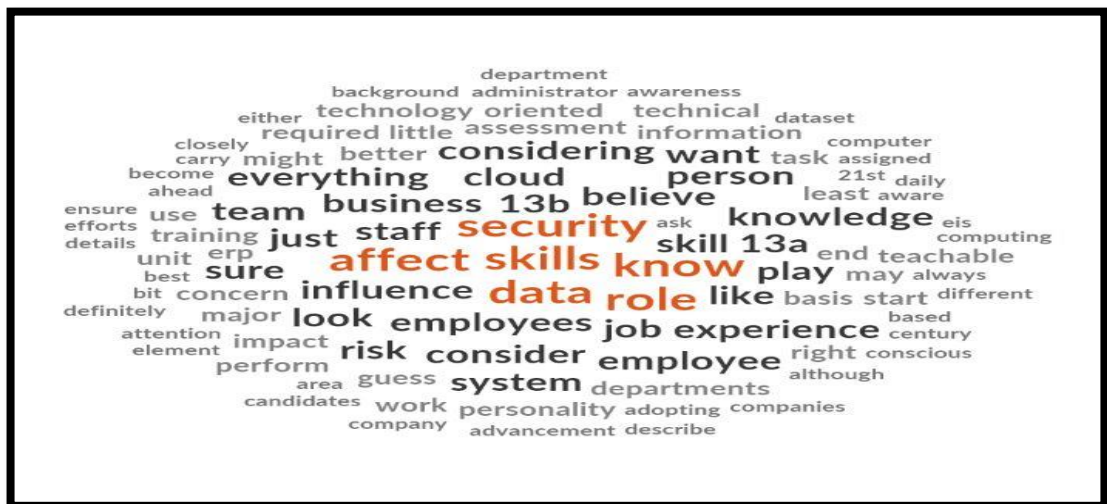 department
background administrator awareness
either technology oriented technical dataset
required little assessment information
closely computer
carry might better considering want task assigned
become everything cloud person 21st daily
ahead business 13b believe least aware
ensure use team security ask knowledge eis
efforts just staff skill 13a computing
details training affect skills know end teachable
unit erp sure play may always
best influence data role like basis start different
bit concern
definitely major look employees job experience based
attention impact century
element risk consider employee right conscious
perform although
area guess system departments
candidates work personality adopting companies
company advancement describe